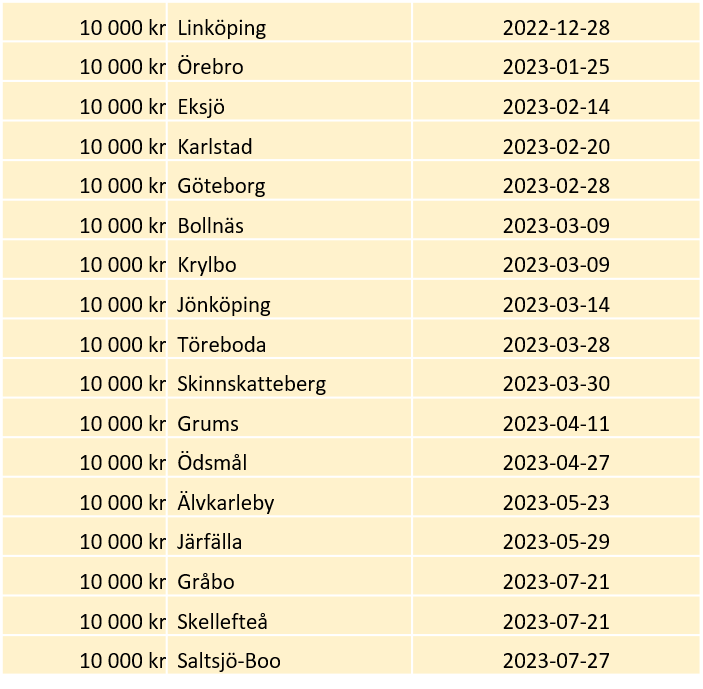 10 000 kr Linköping 2022-12-28
10 000 kr Örebro 2023-01-25
10 000 kr Eksjö 2023-02-14
10 000 kr Karlstad 2023-02-20
10 000 kr Göteborg 2023-02-28
10 000 kr Bollnäs 2023-03-09
10 000 kr Krylbo 2023-03-09
10 000 kr Jönköping 2023-03-14
10 000 kr Töreboda 2023-03-28
10 000 kr Skinnskatteberg 2023-03-30
10 000 kr Grums 2023-04-11
10 000 kr Ödsmål 2023-04-27
10 000 kr Älvkarleby 2023-05-23
10 000 kr Järfälla 2023-05-29
10 000 kr Gråbo 2023-07-21
10 000 kr Skellefteå 2023-07-21
10 000 kr Saltsjö-Boo 2023-07-27